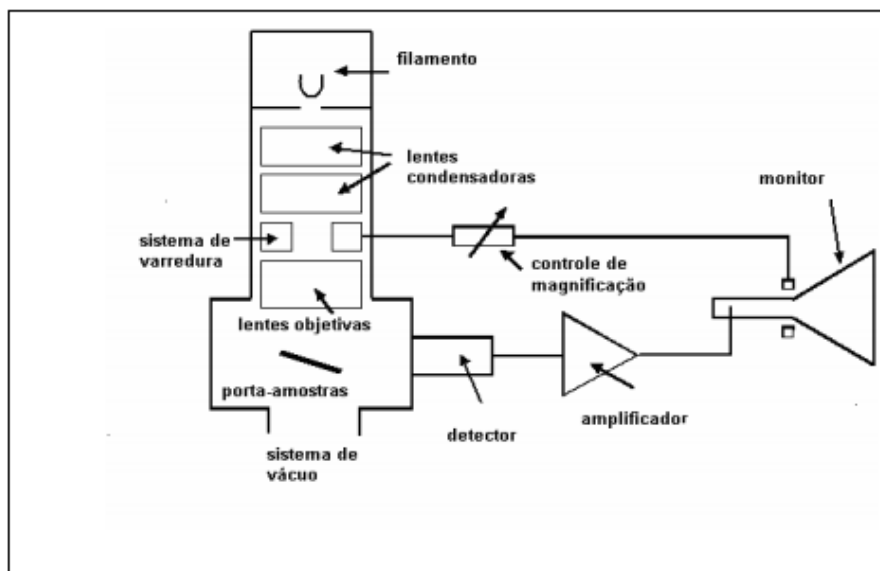 filamento
lentes
condensadoras
monitor
sistema de
varredura
controle de
magnificação
lentes objetivas
porta-amostras
detector
amplificador
sistema de
vácuo